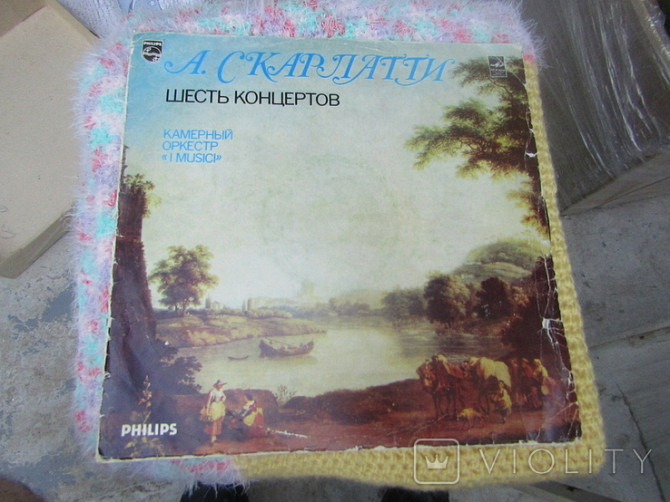 PHILIPS
А. СКАРЛАТТИ
ШЕСТЬ КОНЦЕРТОВ
КАМЕРНЫЙ
ОРКЕСТР
«I MUSICI»
PHILIPS
VIOLITY